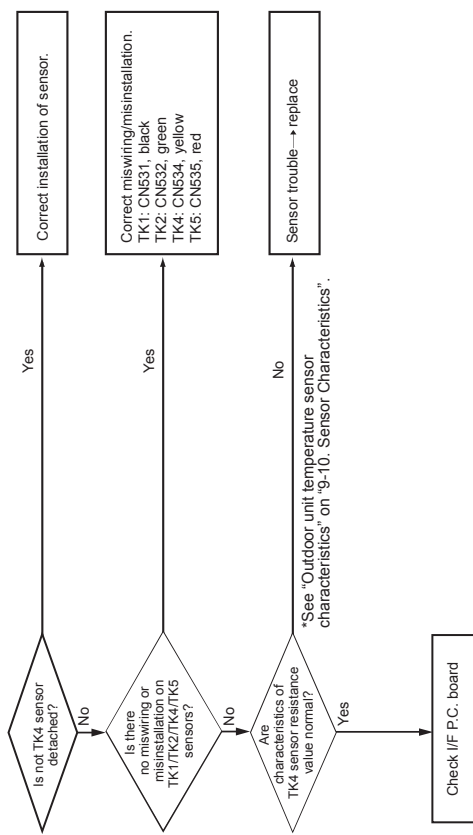 Is not TK4 sensor
detached?
Yes
Correct installation of sensor.
No
Is there
no miswiring or
misinstallation on
TK1/TK2/TK4/TK5
sensors?
Yes
Correct miswiring/misinstallation.
TK1: CN531, black
TK2: CN532, green
TK4: CN534, yellow
TK5: CN535, red
No
Are
characteristics of
TK4 sensor resistance
value normal?
No
Sensor trouble → replace
*See “Outdoor unit temperature sensor
characteristics” on “9-10. Sensor Characteristics”.
Yes
Check I/F P.C. board